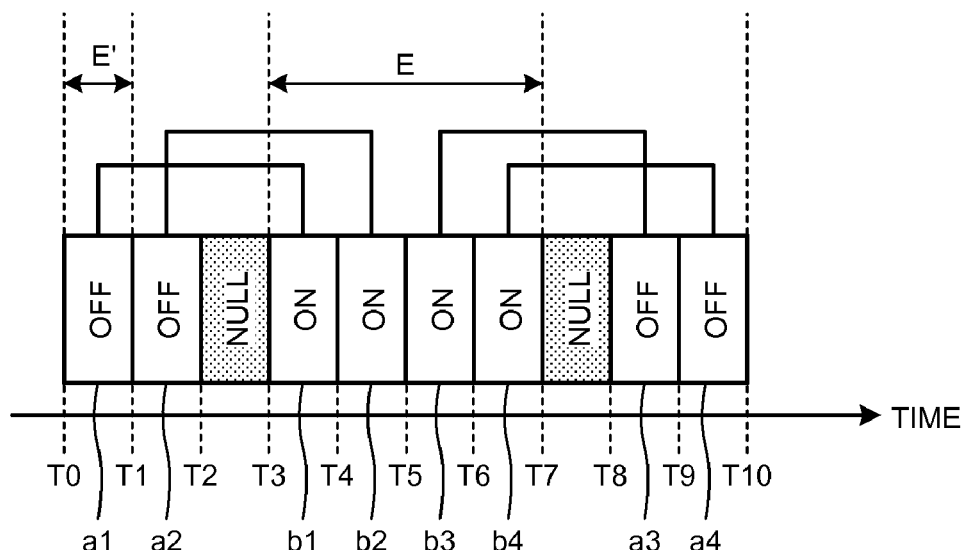 E' E
OFF OFF NULL ON ON ON ON NULL OFF OFF
TIME
T0 T1 T2 T3 T4 T5 T6 T7 T8 T9 T10
a1 a2 b1 b2 b3 b4 a3 a4